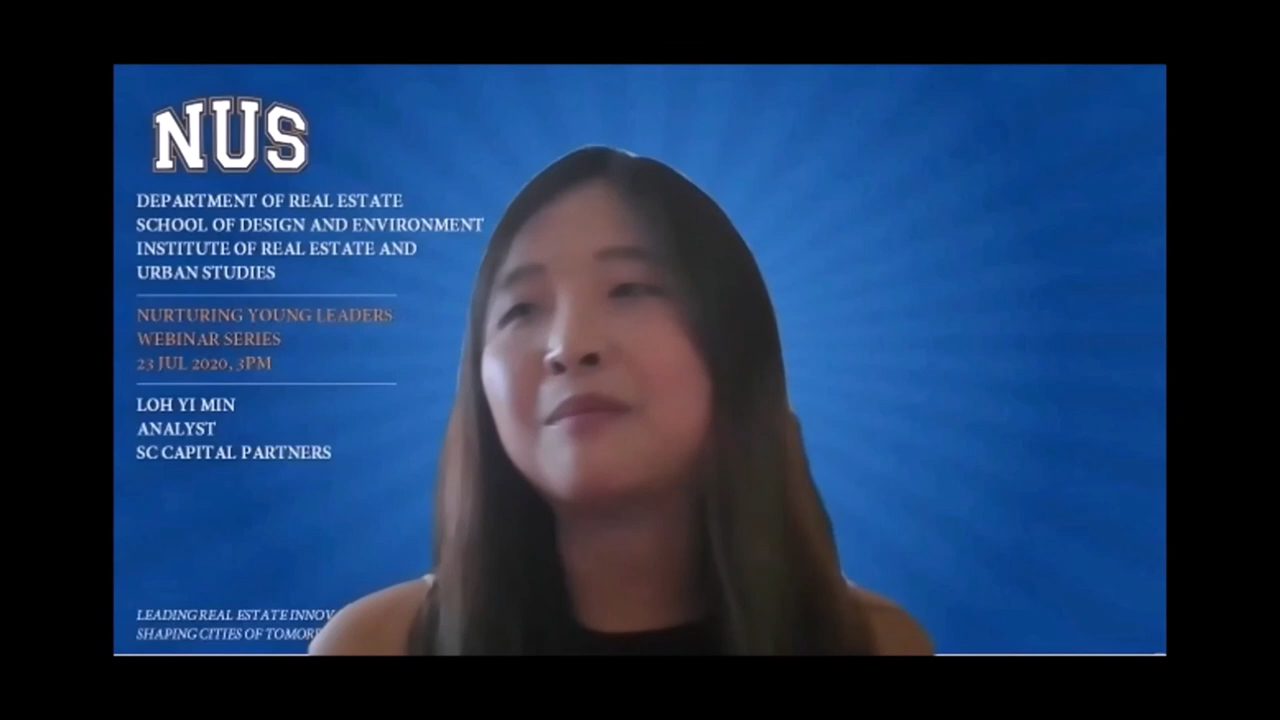 NUS
DEPARTMENT OF REAL ESTATE
SCHOOL OF DESIGN AND ENVIRONMENT
INSTITUTE OF REAL ESTATE AND
URBAN STUDIES
NURTURING YOUNG LEADERS
WEBINAR SERIES
23 JUL 2020, 3PM
LOH YI MIN
ANALYST
SC CAPITAL PARTNERS
LEADING REAL ESTATE
SHAPING CITIES OF